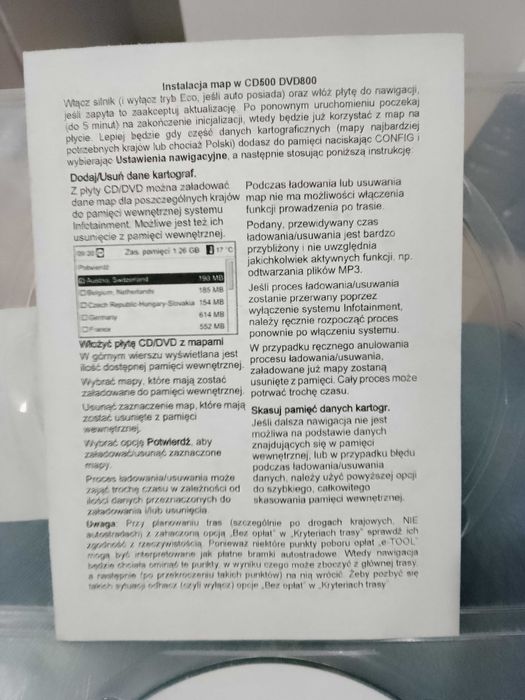 Instalacja map w CD500 DVD800
Włącz silnik (i wyłącz tryb Eco, jeśli auto posiada) oraz włóż płytę do nawigacji,
jeśli zapyta to zaakceptuj aktualizację. Po ponownym uruchomieniu poczekaj
(do 5 minut) na zakończenie inicjalizacji, wtedy będzie już korzystać z map na
płycie. Lepiej będzie gdy część danych kartograficznych (mapy najbardziej
potrzebnych krajów lub chociaż Polski) dodasz do pamięci naciskając CONFIG i
wybierając Ustawienia nawigacyjne, a następnie stosując poniższą instrukcję:
Dodaj/Usuń dane kartograf.
Z płyty CD/DVD można załadować
dane map dla poszczególnych krajów
do pamięci wewnętrznej systemu
Infotainment. Możliwe jest też ich
usunięcie z pamięci wewnętrznej.
09:20 Zas. pamięci 1.26 GB 17 °C
Potwierdź
Austria, Switzerland 193 MB
Belgium, Netherlands 185 MB
Czech Republic-Hungary-Slovakia 154 MB
Germany 614 MB
France 552 MB
Włożyć płytę CD/DVD z mapami
W górnym wierszu wyświetlana jest
ilość dostępnej pamięci wewnętrznej.
Wybrać mapy, które mają zostać
załadowane do pamięci wewnętrznej.
Usunąć zaznaczenie map, które mają
zostać usunięte z pamięci
wewnętrznej.
Wybrać opcję Potwierdź, aby
załadować/usunąć zaznaczone
mapy.
Proces ładowania/usuwania może
zająć trochę czasu w zależności od
ilości danych przeznaczonych do
załadowania i/lub usunięcia.
Podczas ładowania lub usuwania
map nie ma możliwości włączenia
funkcji prowadzenia po trasie.
Podany, przewidywany czas
ładowania/usuwania jest bardzo
przybliżony i nie uwzględnia
jakichkolwiek aktywnych funkcji, np.
odtwarzania plików MP3.
Jeśli proces ładowania/usuwania
zostanie przerwany poprzez
wyłączenie systemu Infotainment,
należy ręcznie rozpocząć proces
ponownie po włączeniu systemu.
W przypadku ręcznego anulowania
procesu ładowania/usuwania,
załadowane już mapy zostaną
usunięte z pamięci. Cały proces może
potrwać trochę czasu.
Skasuj pamięć danych kartogr.
Jeśli dalsza nawigacja nie jest
możliwa na podstawie danych
znajdujących się w pamięci
wewnętrznej, lub w przypadku błędu
podczas ładowania/usuwania
danych, należy użyć powyższej opcji
do szybkiego, całkowitego
skasowania pamięci wewnętrznej.
Uwaga: Przy planowaniu tras (szczególnie po drogach krajowych, NIE
autostradach) z zahaczoną opcją „Bez opłat” w „Kryteriach trasy” sprawdź ich
zgodność z rzeczywistością. Ponieważ niektóre punkty poboru opłat „e-TOOL”
mogą być interpretowane jak płatne bramki autostradowe. Wtedy nawigacja
będzie chciała ominąć te punkty, w wyniku czego może zboczyć z głównej trasy,
a następnie (po przekroczeniu takich punktów) na nią wrócić. Żeby pozbyć się
takich sytuacji odhacz (czyli wyłącz) opcję „Bez opłat” w „Kryteriach trasy”